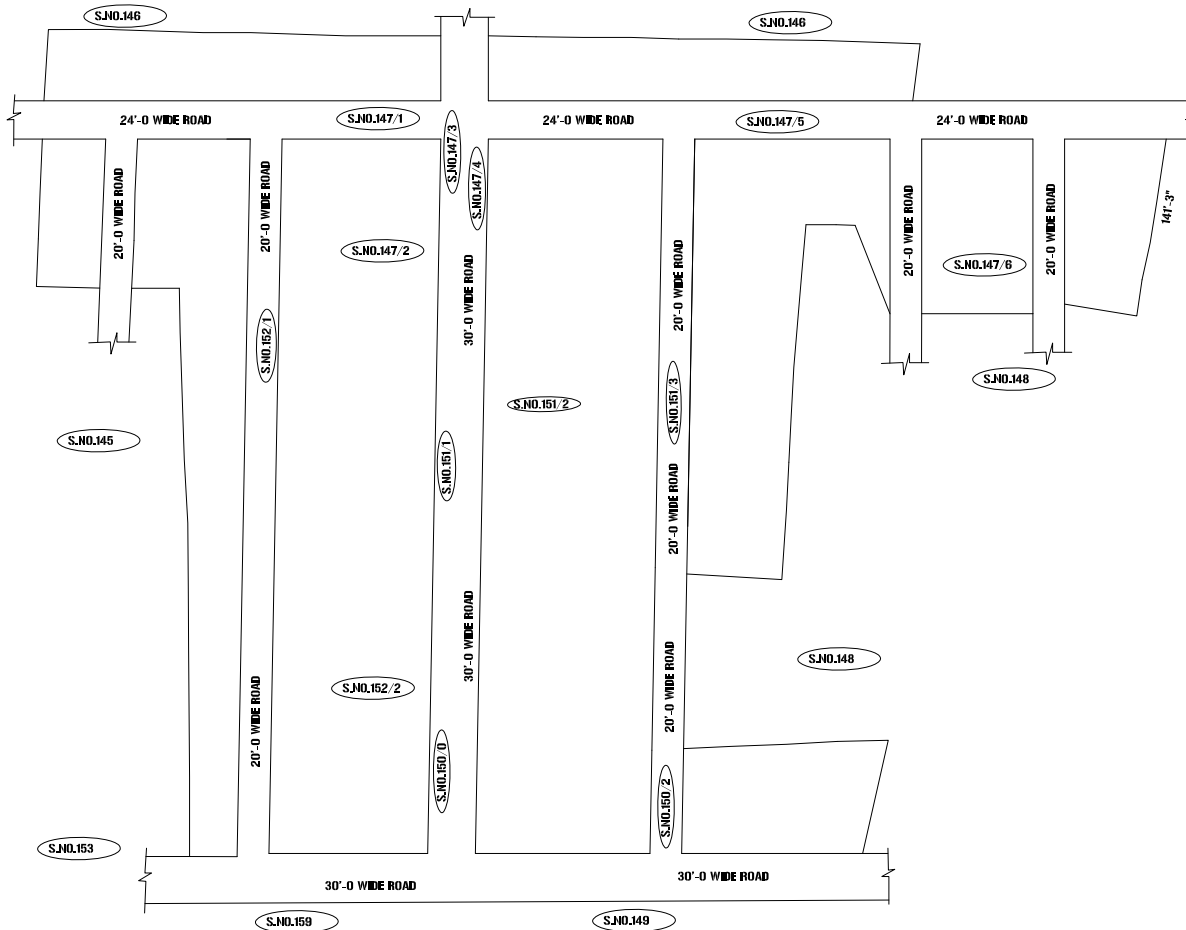 S.NO.146
S.NO.146
24'-0 WIDE ROAD
S.NO.147/1
S.NO.147/3
24'-0 WIDE ROAD
S.NO.147/5
24'-0 WIDE ROAD
20'-0 WIDE ROAD
20'-0 WIDE ROAD
S.NO.147/4
141'-3"
S.NO.147/2
20'-0 WIDE ROAD
20'-0 WIDE ROAD
S.NO.147/6
20'-0 WIDE ROAD
30'-0 WIDE ROAD
S.NO.152/1
S.NO.148
S.NO.151/2
S.NO.151/3
S.NO.145
S.NO.151/1
20'-0 WIDE ROAD
30'-0 WIDE ROAD
S.NO.148
20'-0 WIDE ROAD
S.NO.152/2
20'-0 WIDE ROAD
S.NO.150/0
S.NO.150/2
S.NO.153
30'-0 WIDE ROAD
30'-0 WIDE ROAD
S.NO.159
S.NO.149